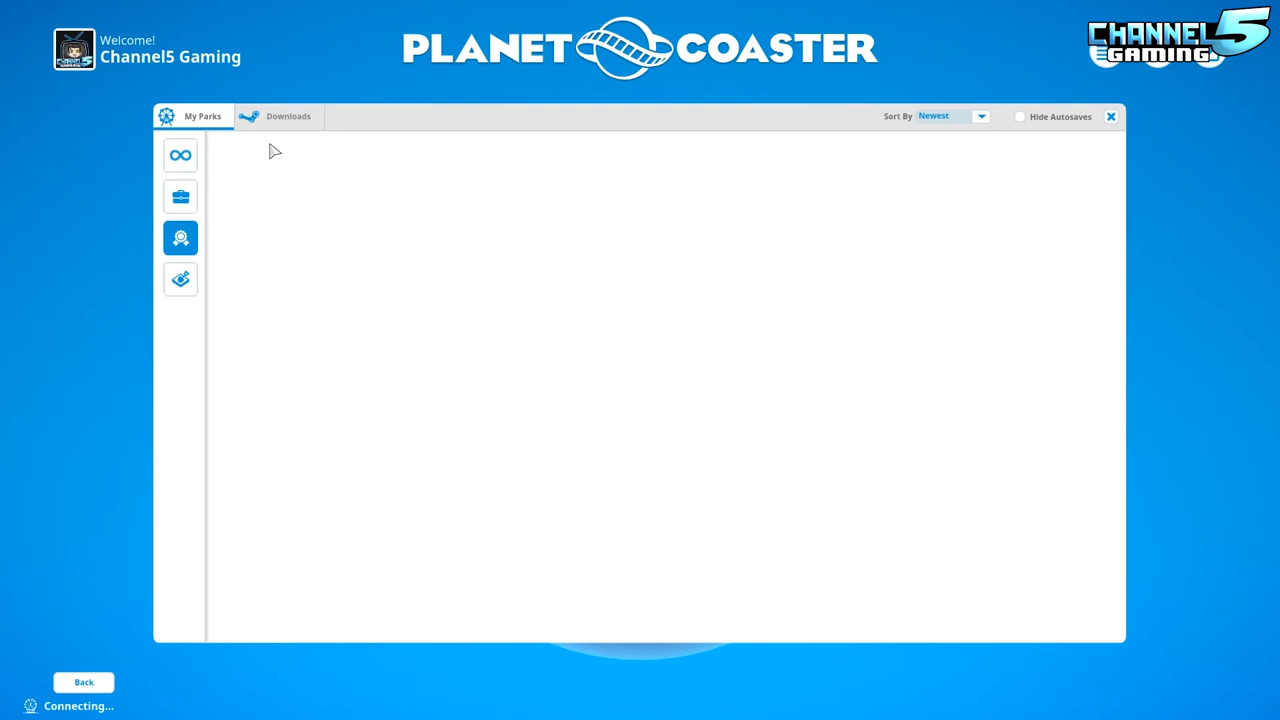 Welcome!
Channel5 Gaming
PLANET COASTER
CHANNEL 5
GAMING
My Parks
Downloads
Sort By
Newest
Hide Autosaves
Back
Connecting...